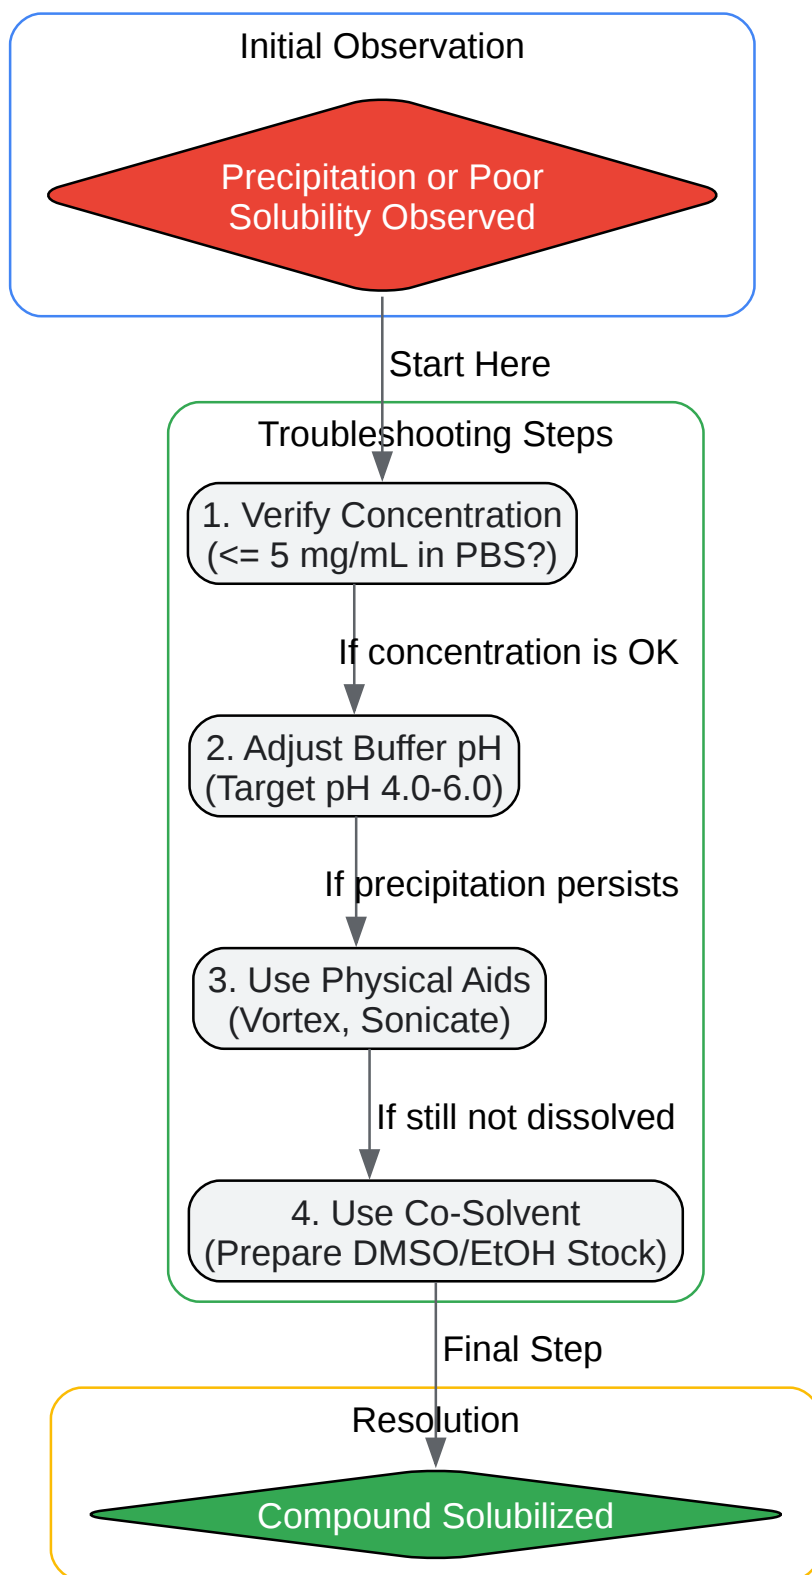 Initial Observation
Precipitation or Poor
Solubility Observed
Start Here
Troubleshooting Steps
1. Verify Concentration
(<= 5 mg/mL in PBS?)
If concentration is OK
2. Adjust Buffer pH
(Target pH 4.0-6.0)
If precipitation persists
3. Use Physical Aids
(Vortex, Sonicate)
If still not dissolved
4. Use Co-Solvent
(Prepare DMSO/EtOH Stock)
Final Step
Resolution
Compound Solubilized